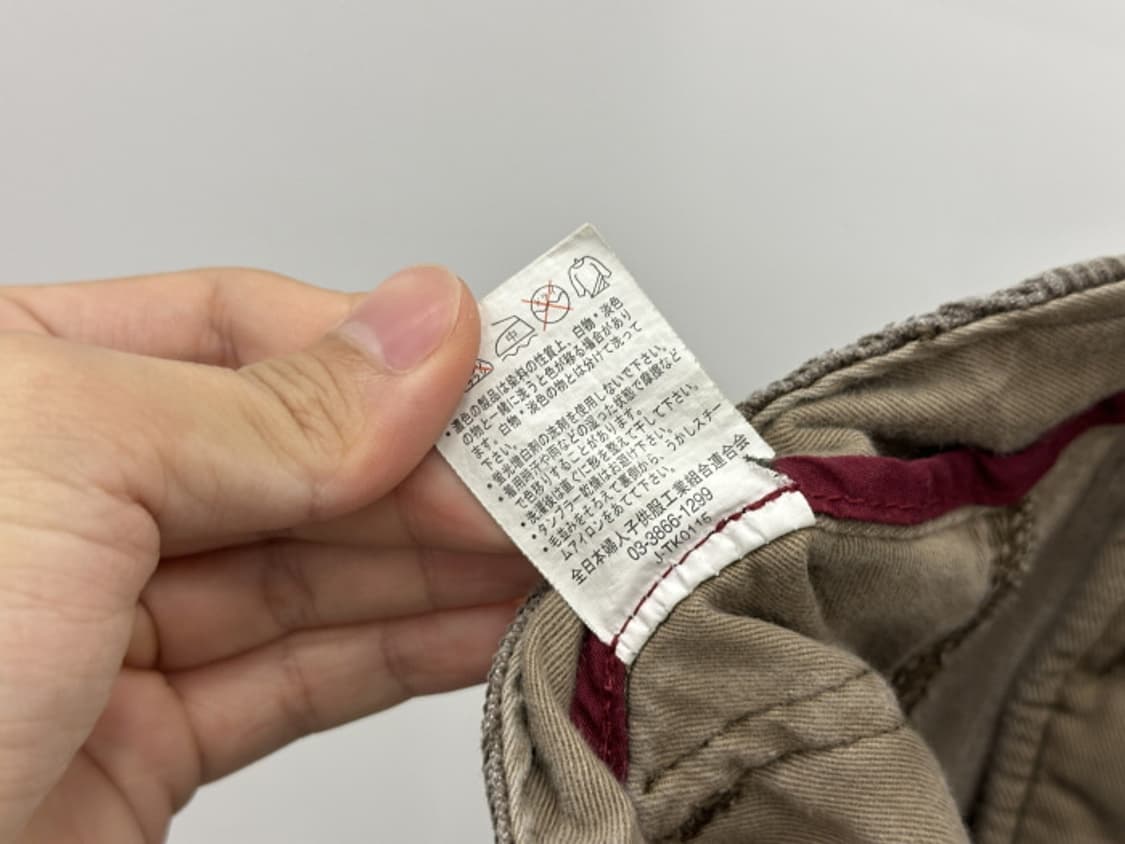 中
・濃色の製品は染料の性質上、白物・淡色
の物と一緒に洗うと色が移る場合があり
ます。白物・淡色の物とは分けて洗って
下さい。
・蛍光増白剤の洗剤を使用しないで下さい。
・着用時汗や雨などの湿った状態で摩擦など
で色移りすることがあります。
・洗濯後は直ぐに形を整えて干して下さい。
・タンブラー乾燥はお避け下さい。
・毛並みをそろえて裏側から、うかしスチー
ムアイロンをあてて下さい。
全日本婦人子供服工業組合連合会
03-3866-1299
J-TK0116